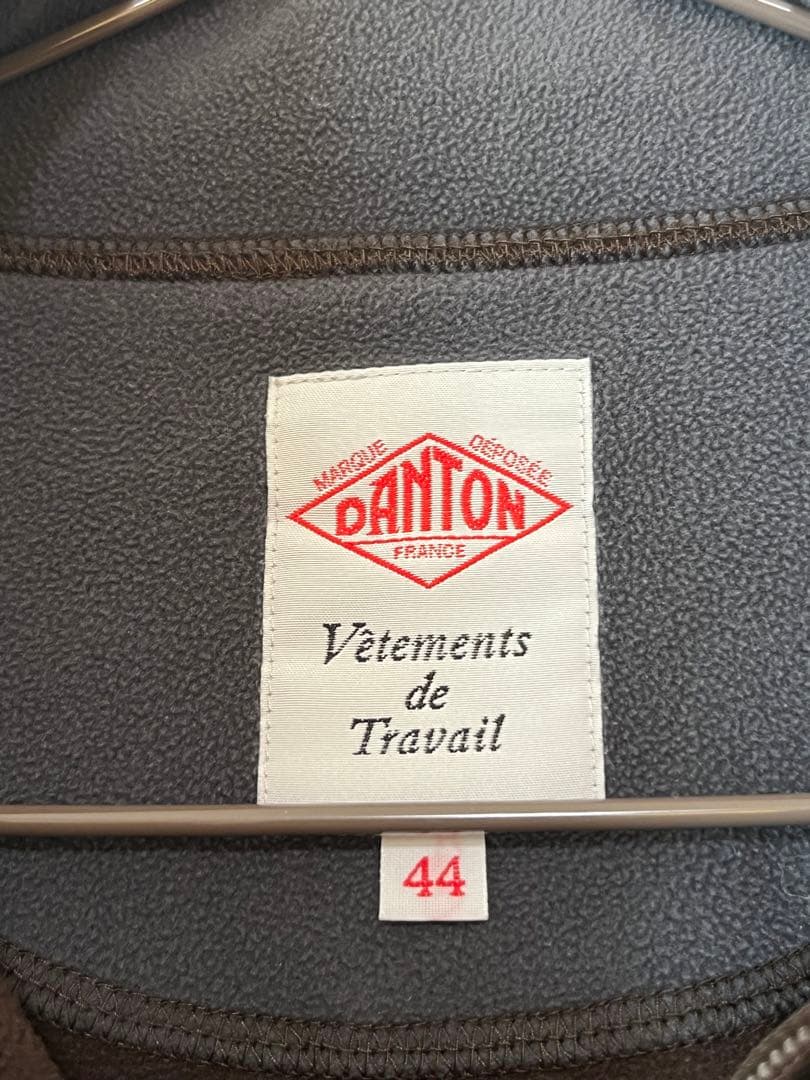 MARQUE DÉPOSÉE
DANTON
FRANCE
Vêtements
de
Travail
44